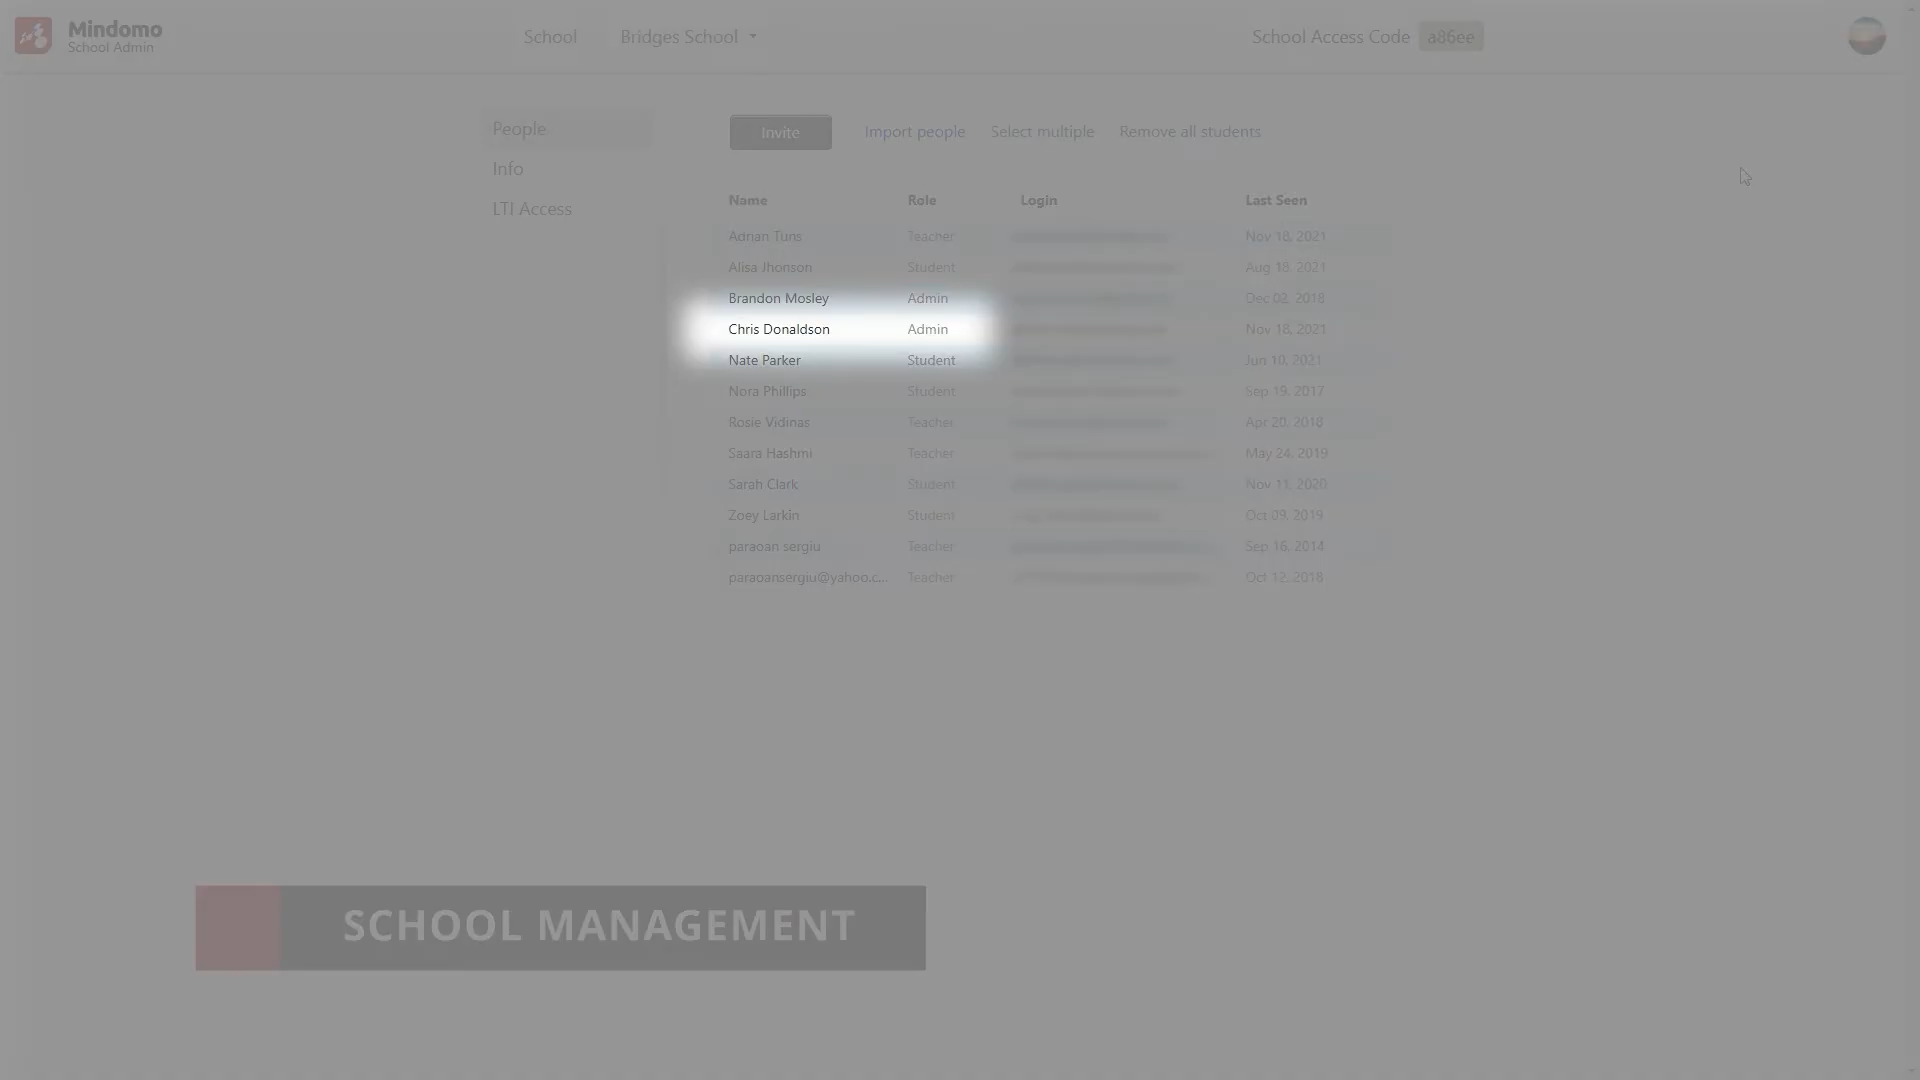 Mindomo
School Admin
School Bridges School School Access Code a86ee
People
Info
LTI Access
Invite Import people Select multiple Remove all students
Name Role Login Last Seen
Adrian Tuns Teacher Nov 18, 2021
Alisa Jhonson Student Aug 18, 2021
Brandon Mosley Admin Dec 02, 2018
Chris Donaldson Admin Nov 18, 2021
Nate Parker Student Jun 10, 2021
Nora Phillips Student Sep 19, 2017
Rosie Vidinas Teacher Apr 20, 2018
Saara Hashmi Teacher May 24, 2019
Sarah Clark Student Nov 11, 2020
Zoey Larkin Student Oct 09, 2019
paraoan sergiu Teacher Sep 16, 2014
paraoansergiu@yahoo.c... Teacher Oct 12, 2018
SCHOOL MANAGEMENT